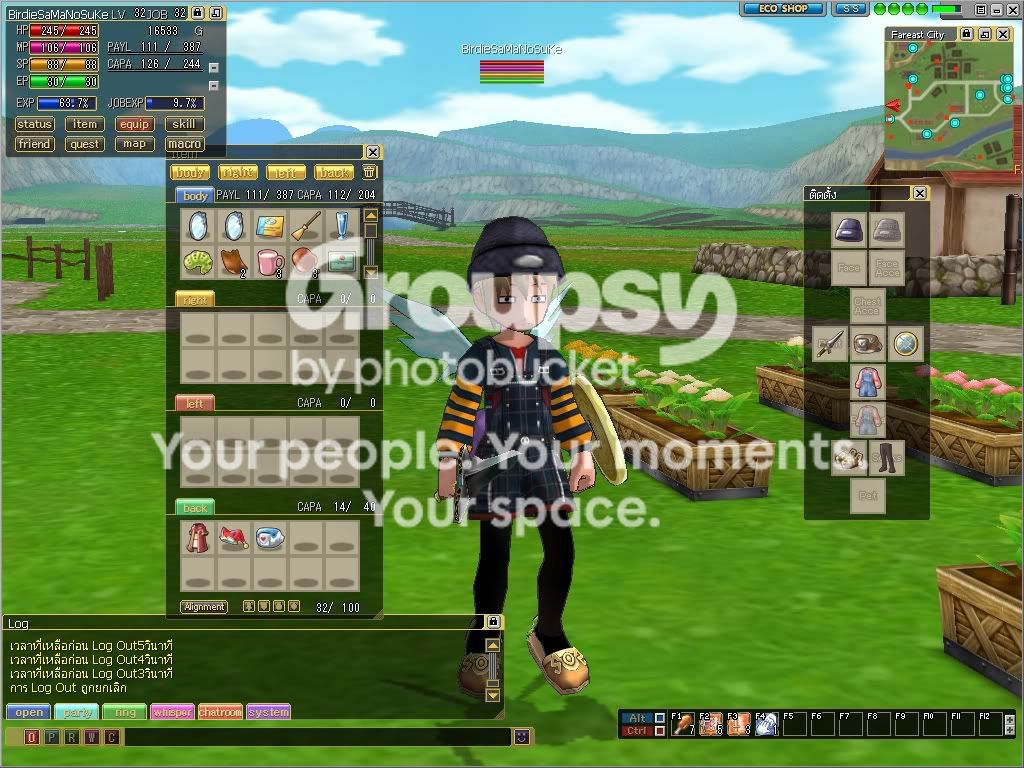 BirdieSaMaNoSuKe LV 32 JOB 32
HP 245/ 245 16533 G
MP 106/ 106 PAYL 111 / 387
SP 88/ 88 CAPA 126 / 244
EP 30/ 30
EXP 63.7% JOBEXP 9.7%
status item equip skill
friend quest map macro
ECO SHOP
S S
Fareast City
BirdieSaMaNoSuKe
item
body right left back
body PAYL 111/ 387 CAPA 112/ 204
2
3
3
right CAPA 0/ 0
left CAPA 0/ 0
back CAPA 14/ 40
Alignment 32/ 100
ติดตั้ง
Face
Face Acce
Chest Acce
Pet
Groupsy
by photobucket
Your people. Your moments.
Your space.
Log
เวลาที่เหลือก่อน Log Out5วินาที
เวลาที่เหลือก่อน Log Out4วินาที
เวลาที่เหลือก่อน Log Out3วินาที
การ Log Out ถูกยกเลิก
open party ring whisper chatroom system
O P R W C
Alt
Ctrl
F1 F2 F3 F4 F5 F6 F7 F8 F9 F10 F11 F12
7 5 3 1